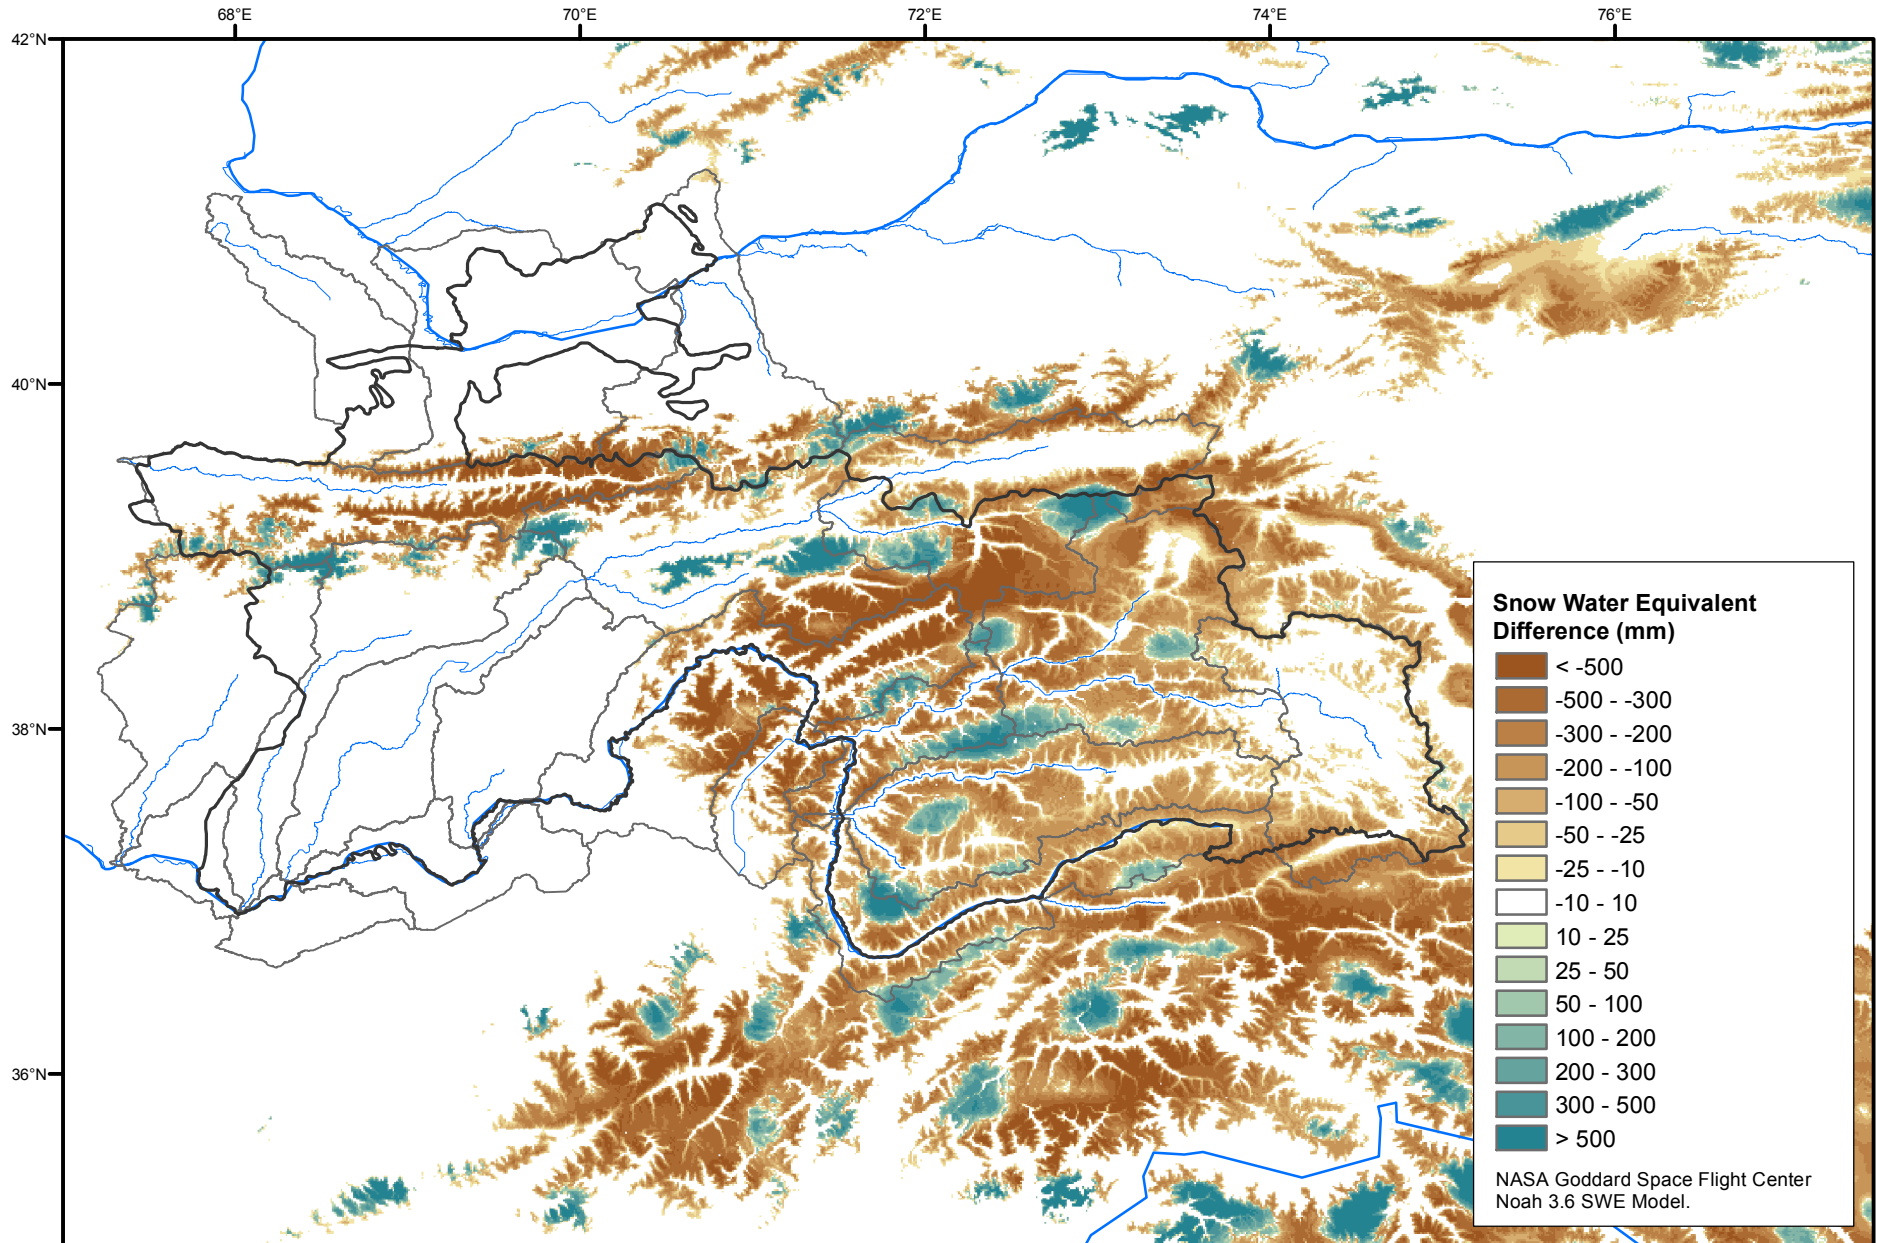 68°E
70°E
72°E
74°E
76°E
42°N
40°N
38°N
36°N
Snow Water Equivalent
Difference (mm)
< -500
-500 - -300
-300 - -200
-200 - -100
-100 - -50
-50 - -25
-25 - -10
-10 - 10
10 - 25
25 - 50
50 - 100
100 - 200
200 - 300
300 - 500
> 500
NASA Goddard Space Flight Center
Noah 3.6 SWE Model.